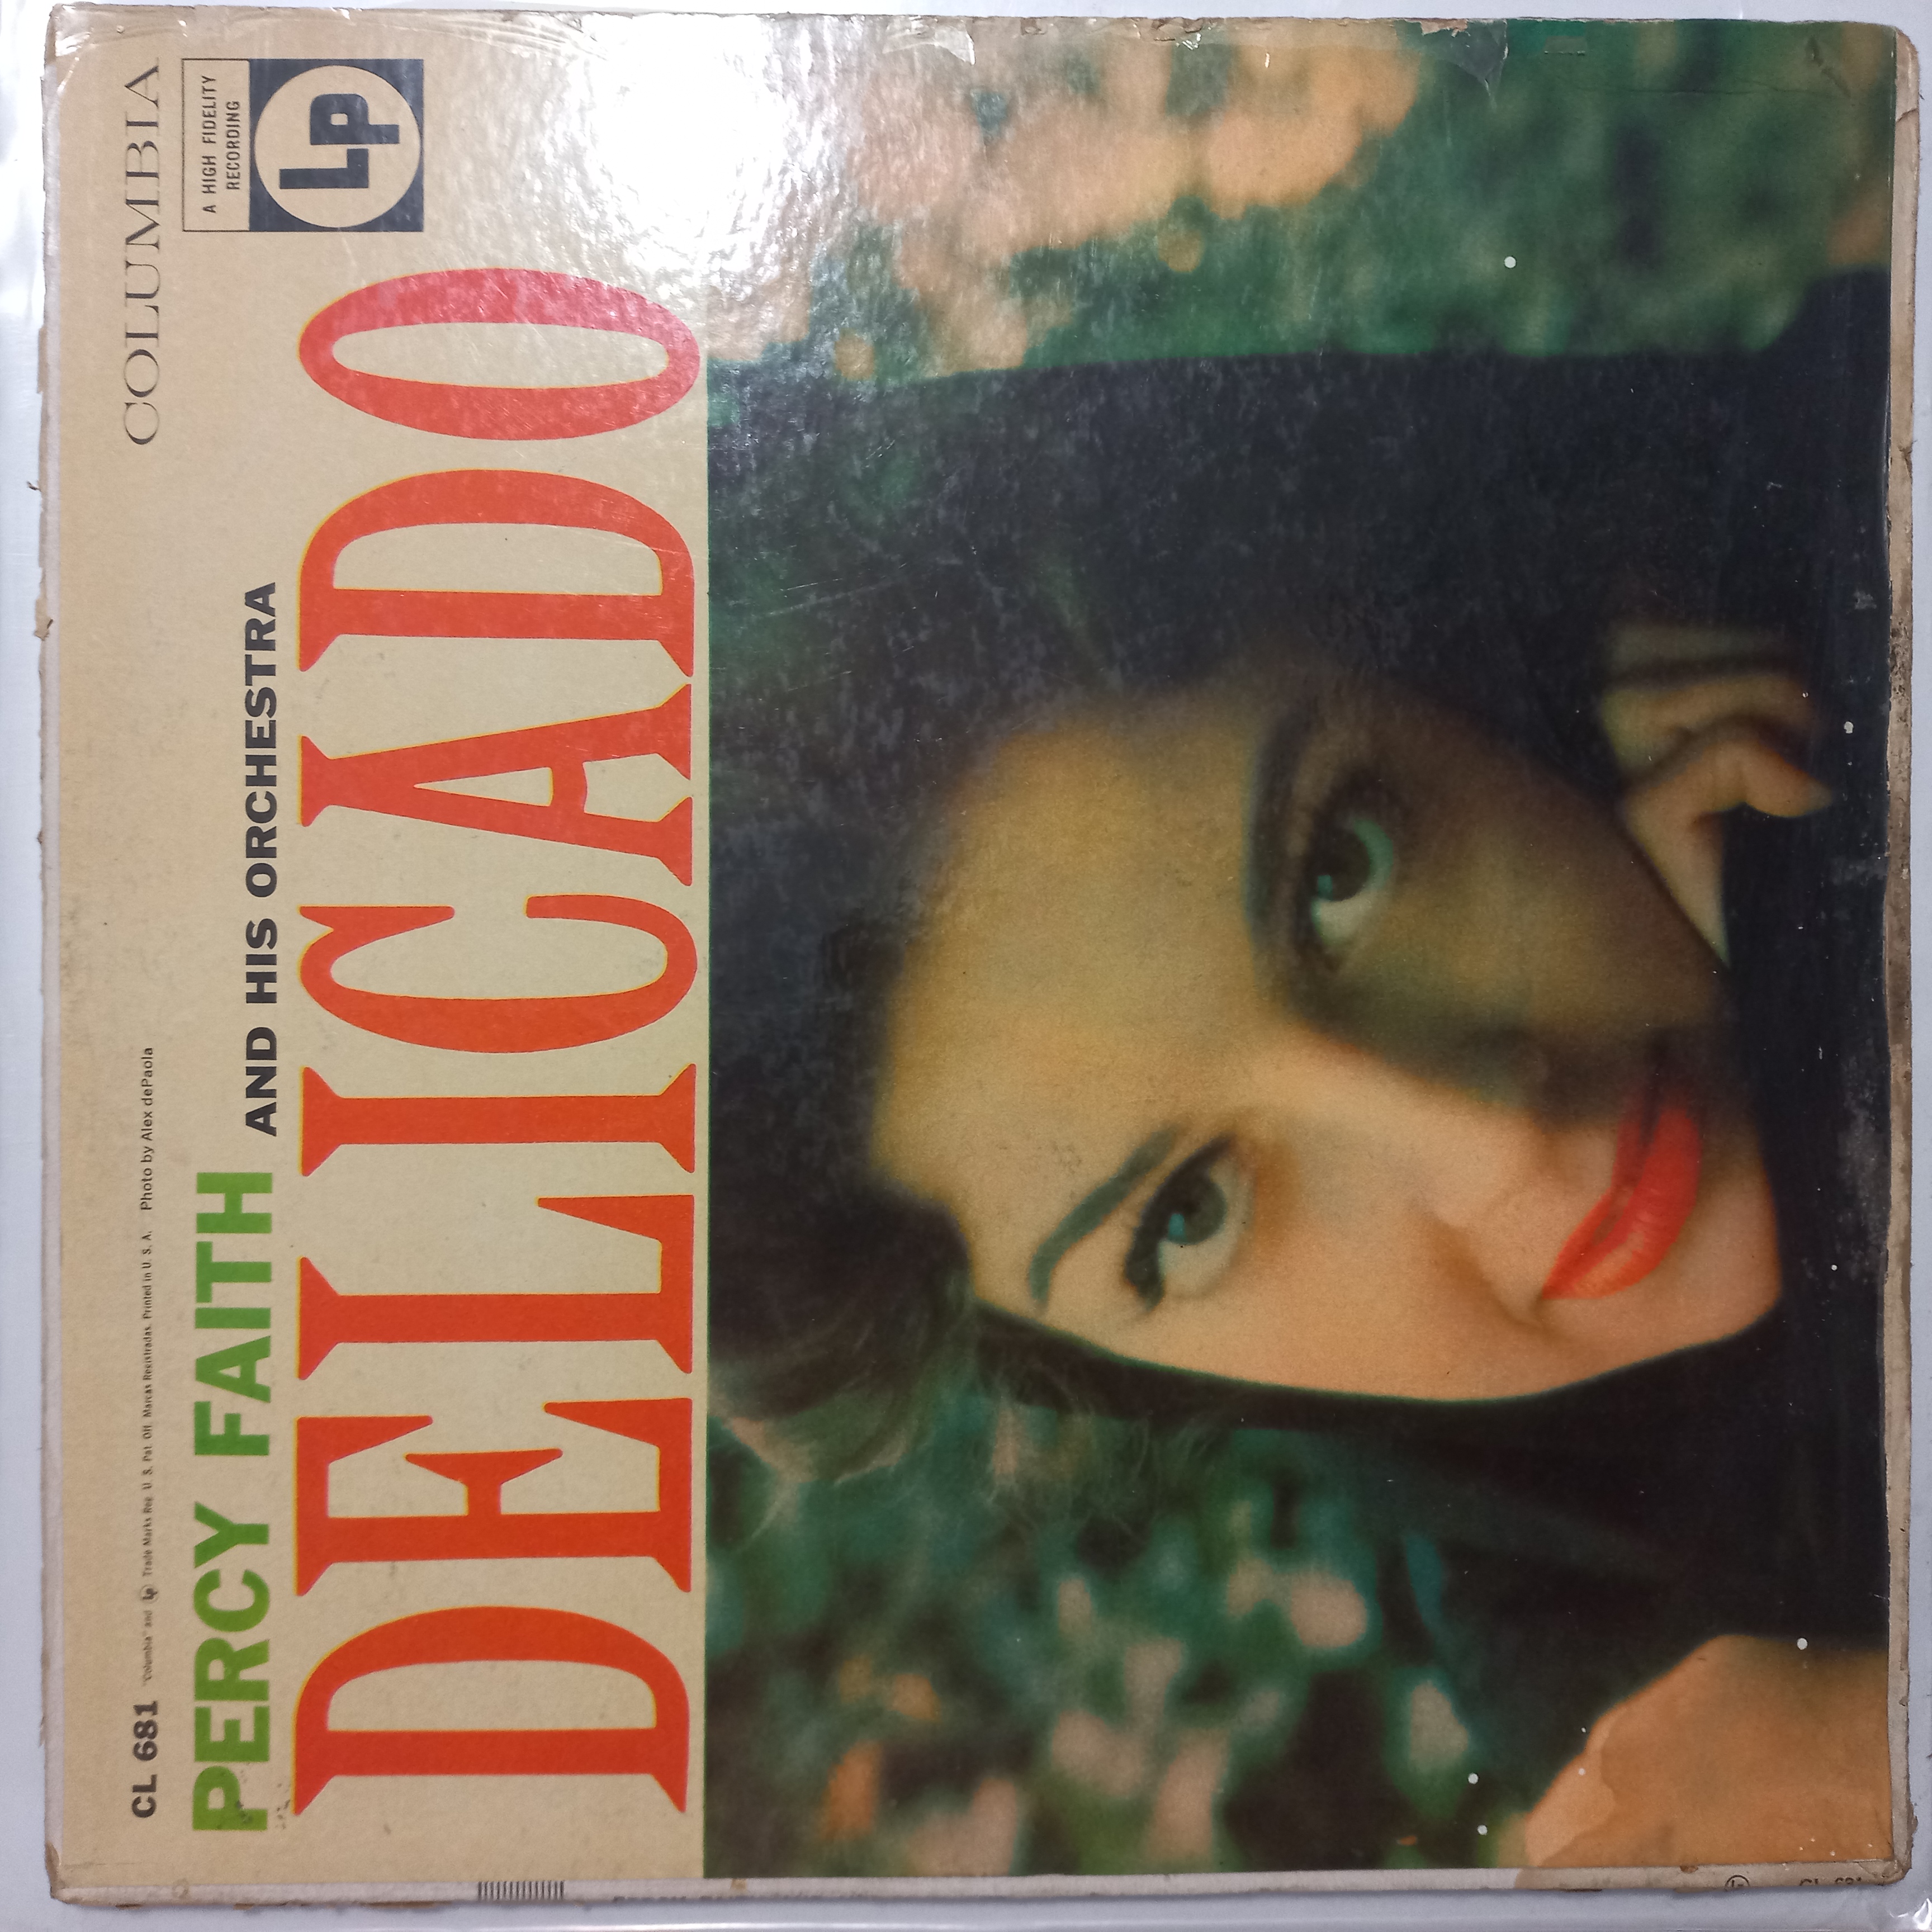 CL 681 "Columbia" and Lp Trade Marks Reg. U. S. Pat. Off. Marcas Registradas. Printed in U. S. A. Photo by Alex dePaola
COLUMBIA
A HIGH FIDELITY
RECORDING
Lp
PERCY FAITH AND HIS ORCHESTRA
DELICADO